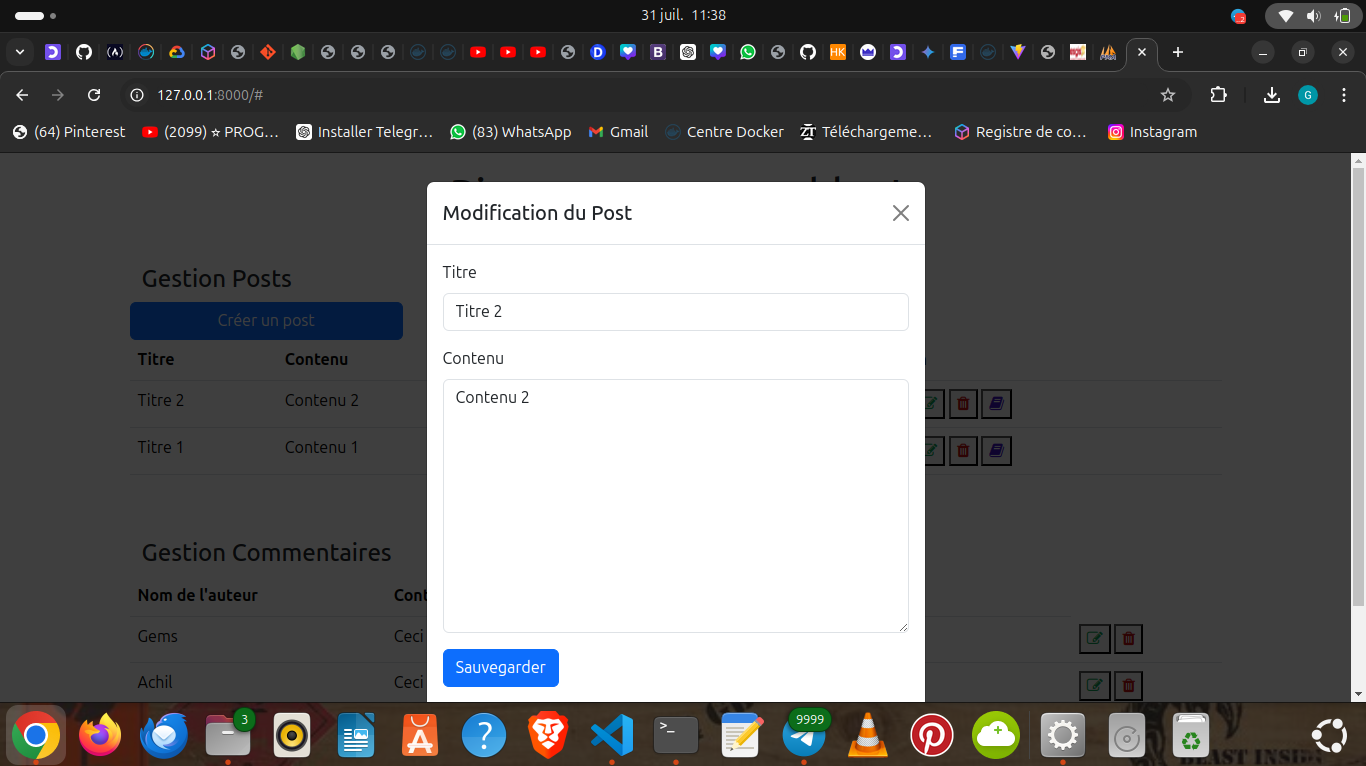 31 juil. 11:38
127.0.0.1:8000/#
(64) Pinterest
(2099) ⭐ PROG…
Installer Telegr…
(83) WhatsApp
Gmail
Centre Docker
Téléchargeme…
Registre de co…
Instagram
Modification du Post
Titre
Titre 2
Contenu
Contenu 2
Sauvegarder
Gestion Posts
Créer un post
Titre Contenu
Titre 2 Contenu 2
Titre 1 Contenu 1
Gestion Commentaires
Nom de l'auteur Cont
Gems Ceci
Achil Ceci
3
9999